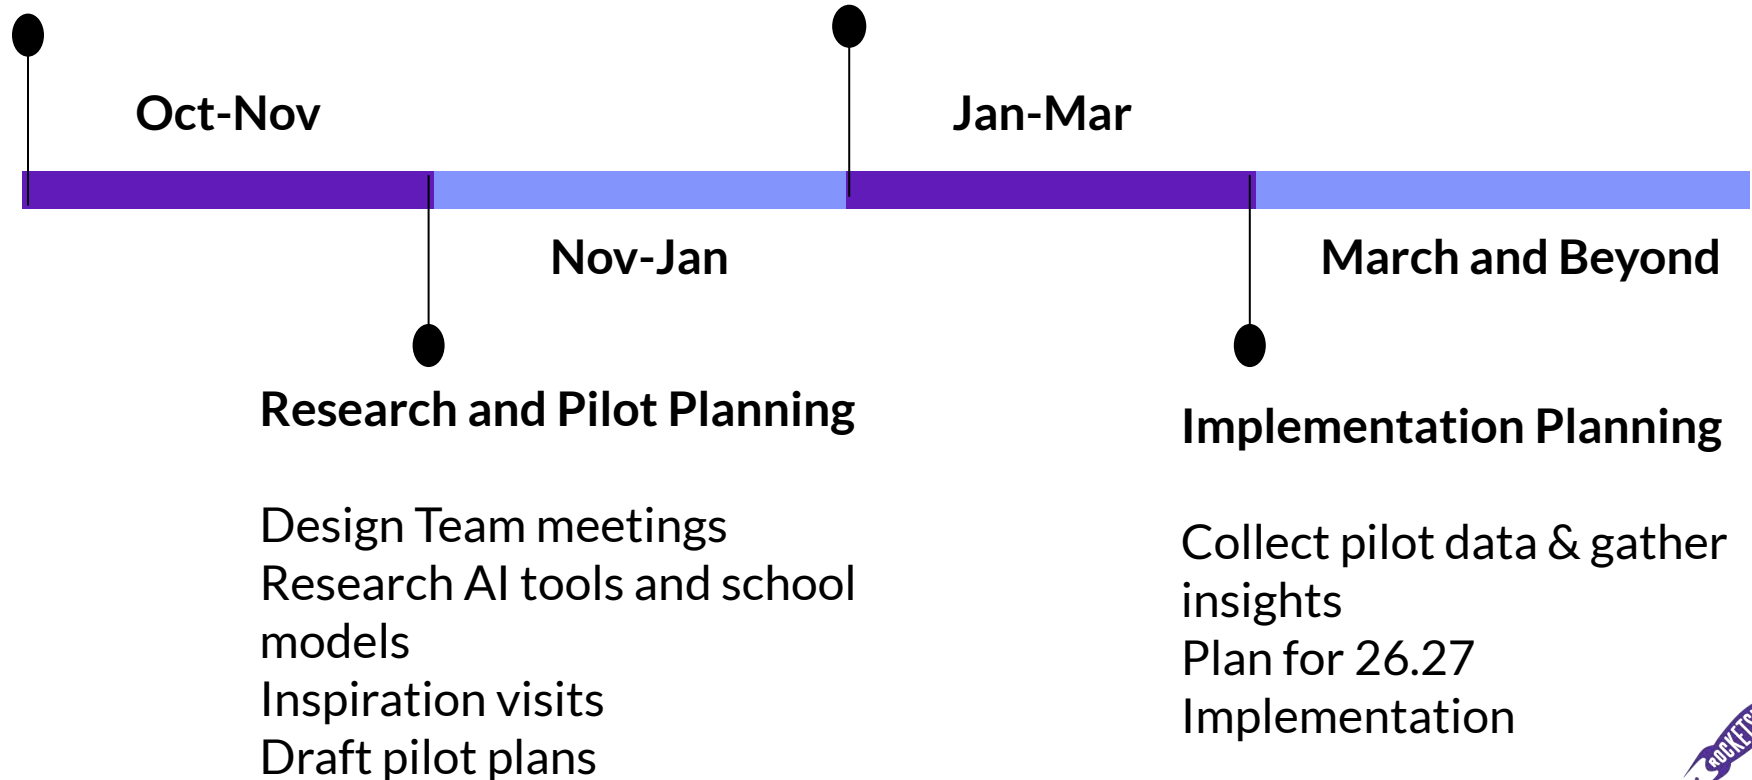 Oct-Nov
Jan-Mar
Nov-Jan
March and Beyond
Research and Pilot Planning
Design Team meetings
Research AI tools and school
models
Inspiration visits
Draft pilot plans
Implementation Planning
Collect pilot data & gather
insights
Plan for 26.27
Implementation